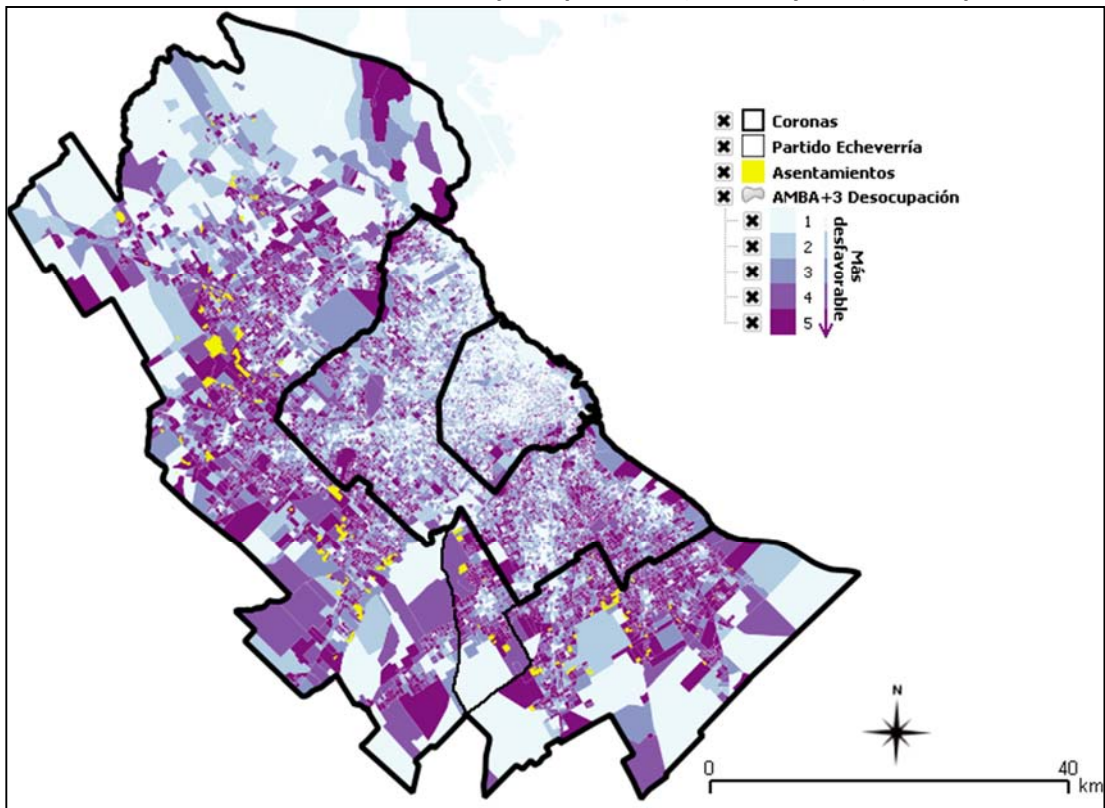 Coronas
Partido Echeverría
Asentamientos
AMBA+3 Desocupación
1
2
3
4
5
Más
desfavorable
N
0
40
km